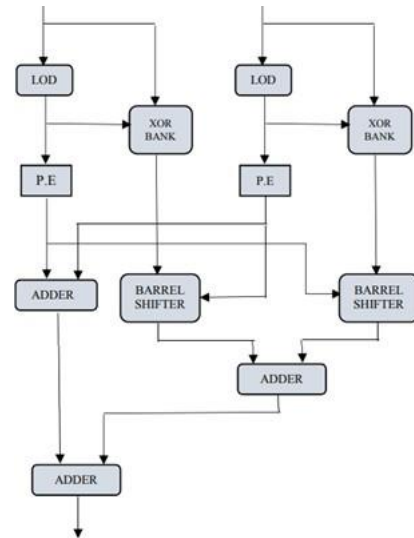 LOD
LOD
XOR
BANK
XOR
BANK
P.E
P.E
ADDER
BARREL
SHIFTER
BARREL
SHIFTER
ADDER
ADDER